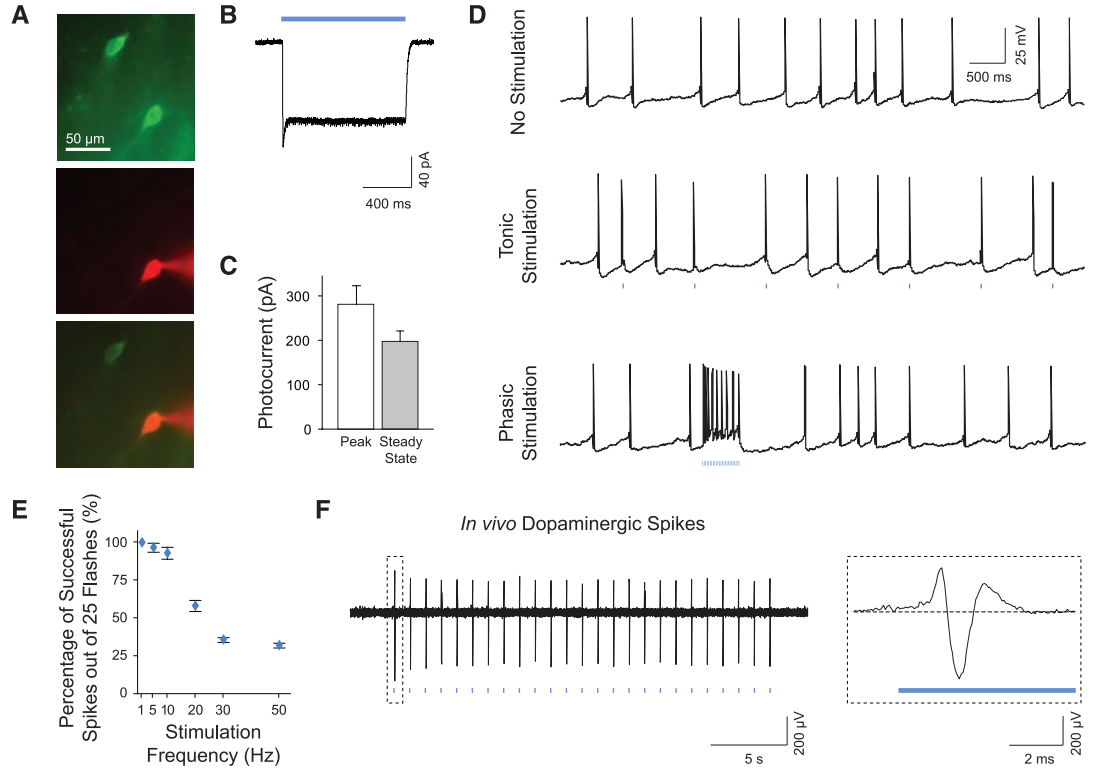 A
50 µm
B
400 ms
40 pA
C
Photocurrent (pA)
300
200
100
0
Peak
Steady
State
D
No Stimulation
25 mV
500 ms
Tonic
Stimulation
Phasic
Stimulation
E
Percentage of Successful
Spikes out of 25 Flashes (%)
100
75
50
25
0
1 5 10 20 30 50
Stimulation
Frequency (Hz)
F
In vivo Dopaminergic Spikes
5 s
200 µV
2 ms
200 µV